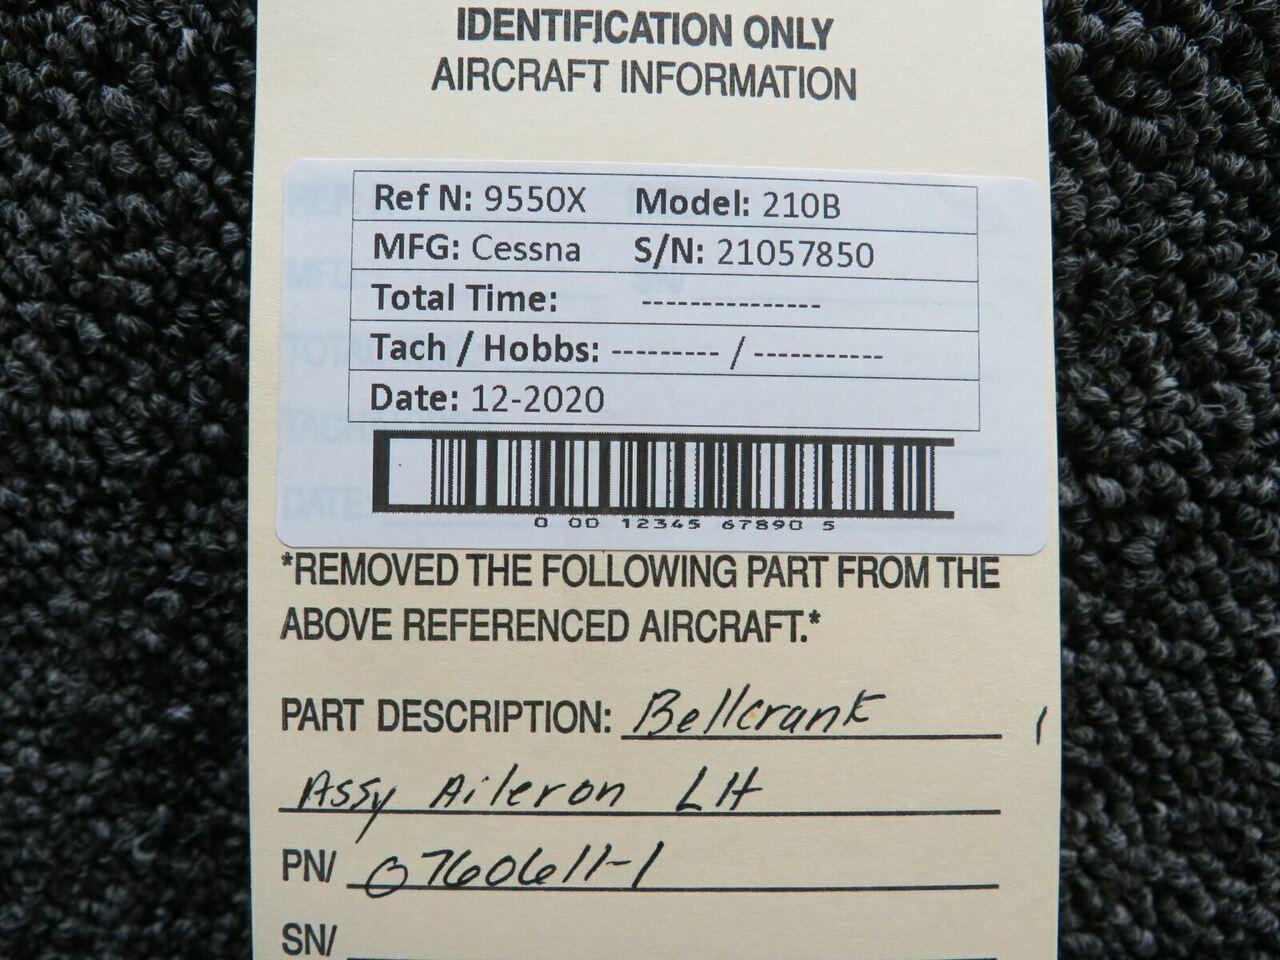 IDENTIFICATION ONLY
AIRCRAFT INFORMATION
Ref N: 9550X Model: 210B
MFG: Cessna S/N: 21057850
Total Time: ---------------
Tach / Hobbs: --------- / -----------
Date: 12-2020
0 00 12345 67890 5
*REMOVED THE FOLLOWING PART FROM THE
ABOVE REFERENCED AIRCRAFT.*
PART DESCRIPTION: Bellcrank
Assy Aileron LH
PN/ 0760611-1
SN/